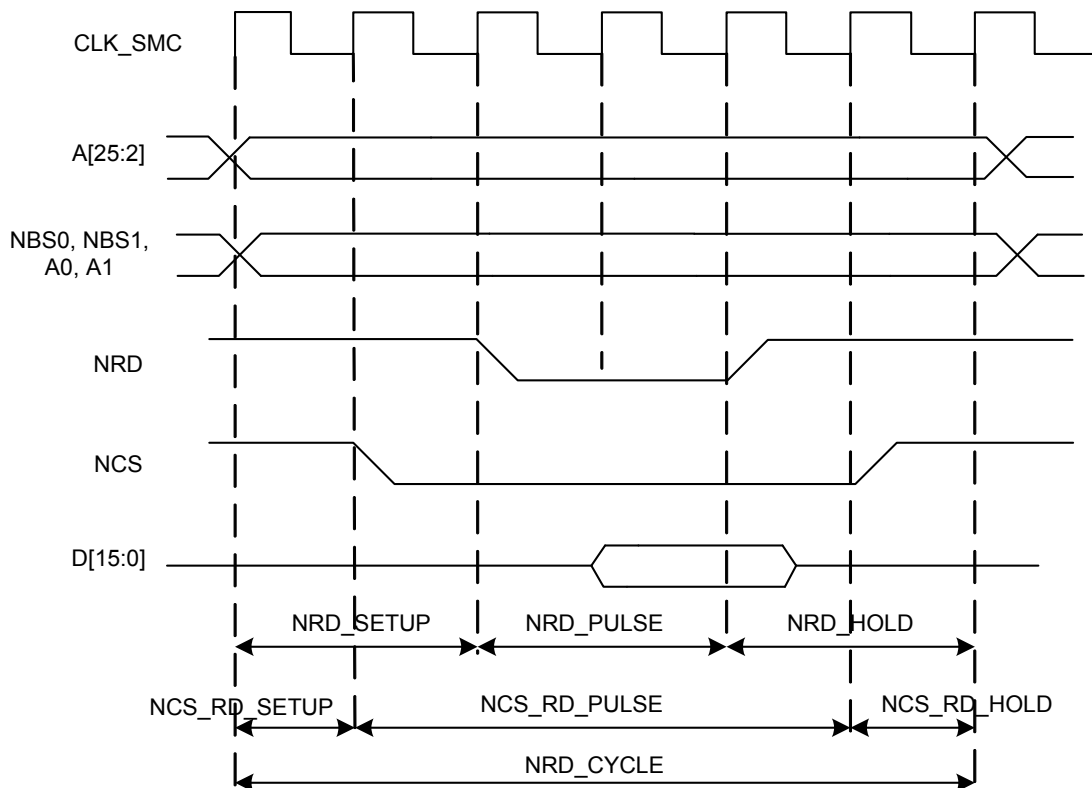 CLK_SMC
A[25:2]
NBS0, NBS1,
A0, A1
NRD
NCS
D[15:0]
NRD_SETUP
NRD_PULSE
NRD_HOLD
NCS_RD_SETUP
NCS_RD_PULSE
NCS_RD_HOLD
NRD_CYCLE